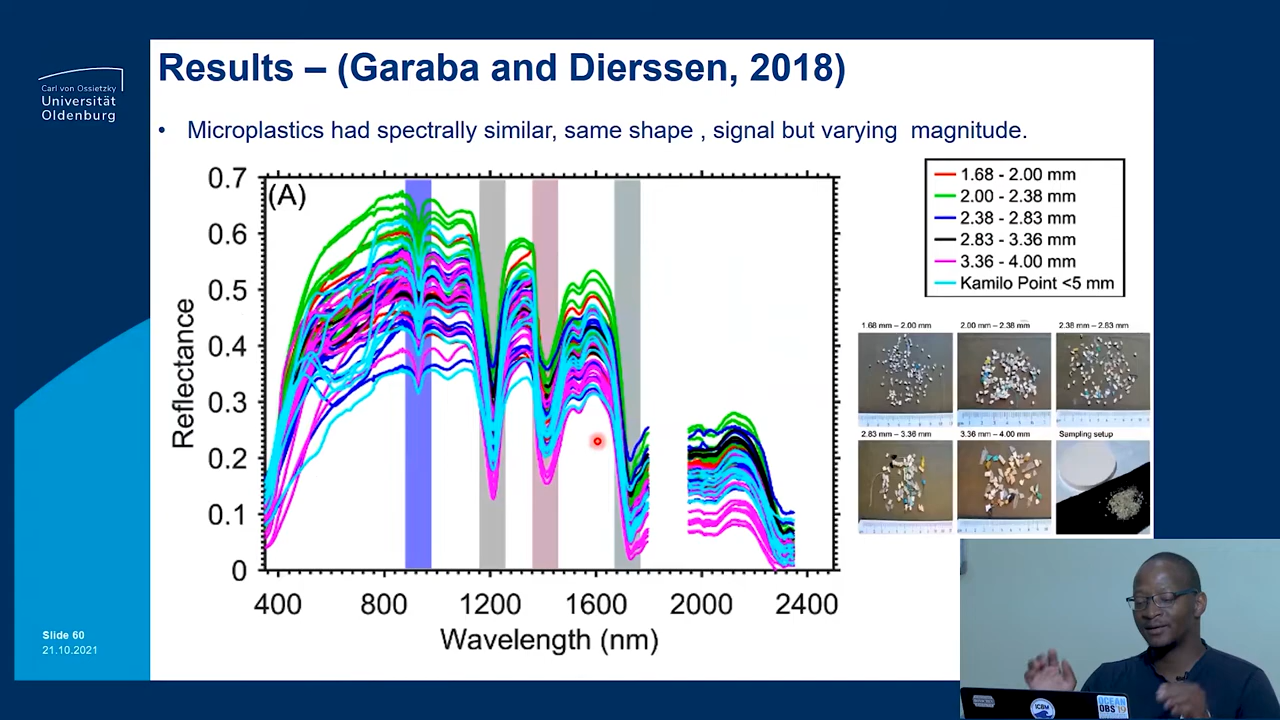 Results – (Garaba and Dierssen, 2018)
Carl von Ossietzky
Universität
Oldenburg
• Microplastics had spectrally similar, same shape , signal but varying magnitude.
(A)
0.7
0.6
0.5
0.4
0.3
0.2
0.1
0
Reflectance
400 800 1200 1600 2000 2400
Wavelength (nm)
1.68 - 2.00 mm
2.00 - 2.38 mm
2.38 - 2.83 mm
2.83 - 3.36 mm
3.36 - 4.00 mm
Kamilo Point <5 mm
1.68 mm – 2.00 mm 2.00 mm – 2.38 mm 2.38 mm – 2.83 mm
2.83 mm – 3.36 mm 3.36 mm – 4.00 mm Sampling setup
Slide 60
21.10.2021
ICBM
OCEAN
OBS'19